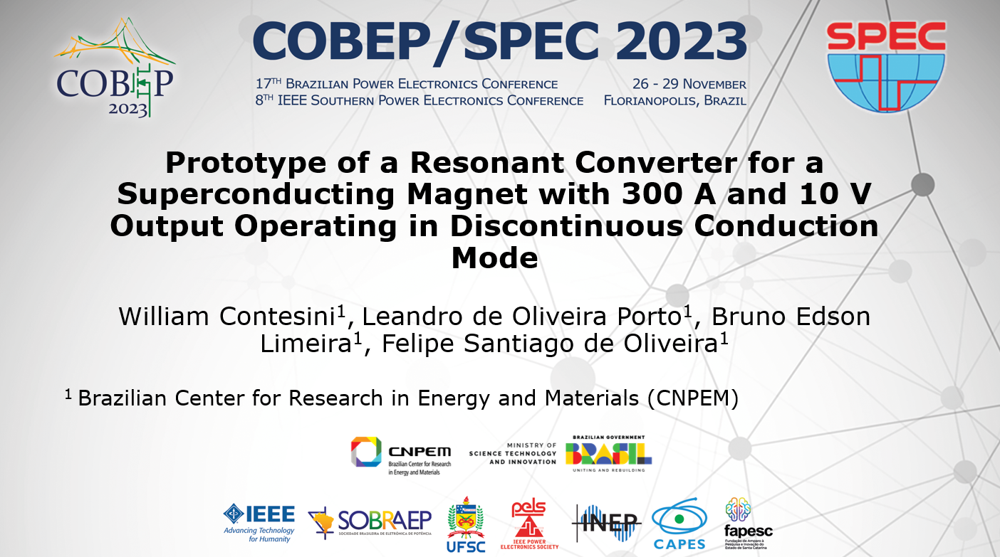 COBEP
2023
COBEP/SPEC 2023
17TH BRAZILIAN POWER ELECTRONICS CONFERENCE
26 - 29 NOVEMBER
8TH IEEE SOUTHERN POWER ELECTRONICS CONFERENCE
FLORIANOPOLIS, BRAZIL
SPEC
Prototype of a Resonant Converter for a
Superconducting Magnet with 300 A and 10 V
Output Operating in Discontinuous Conduction
Mode
William Contesini1, Leandro de Oliveira Porto1, Bruno Edson
Limeira1, Felipe Santiago de Oliveira1
1 Brazilian Center for Research in Energy and Materials (CNPEM)
CNPEM
Brazilian Center for Research
in Energy and Materials
MINISTRY OF
SCIENCE TECHNOLOGY
AND INNOVATION
BRAZILIAN GOVERNMENT
BRASIL
UNITING AND REBUILDING
IEEE
Advancing Technology
for Humanity
SOBRAEP
SOCIEDADE BRASILEIRA DE ELETRÔNICA DE POTÊNCIA
UFSC
pels
IEEE POWER
ELECTRONICS SOCIETY
INEP
CAPES
fapesc
Fundação de Amparo à
Pesquisa e Inovação do
Estado de Santa Catarina